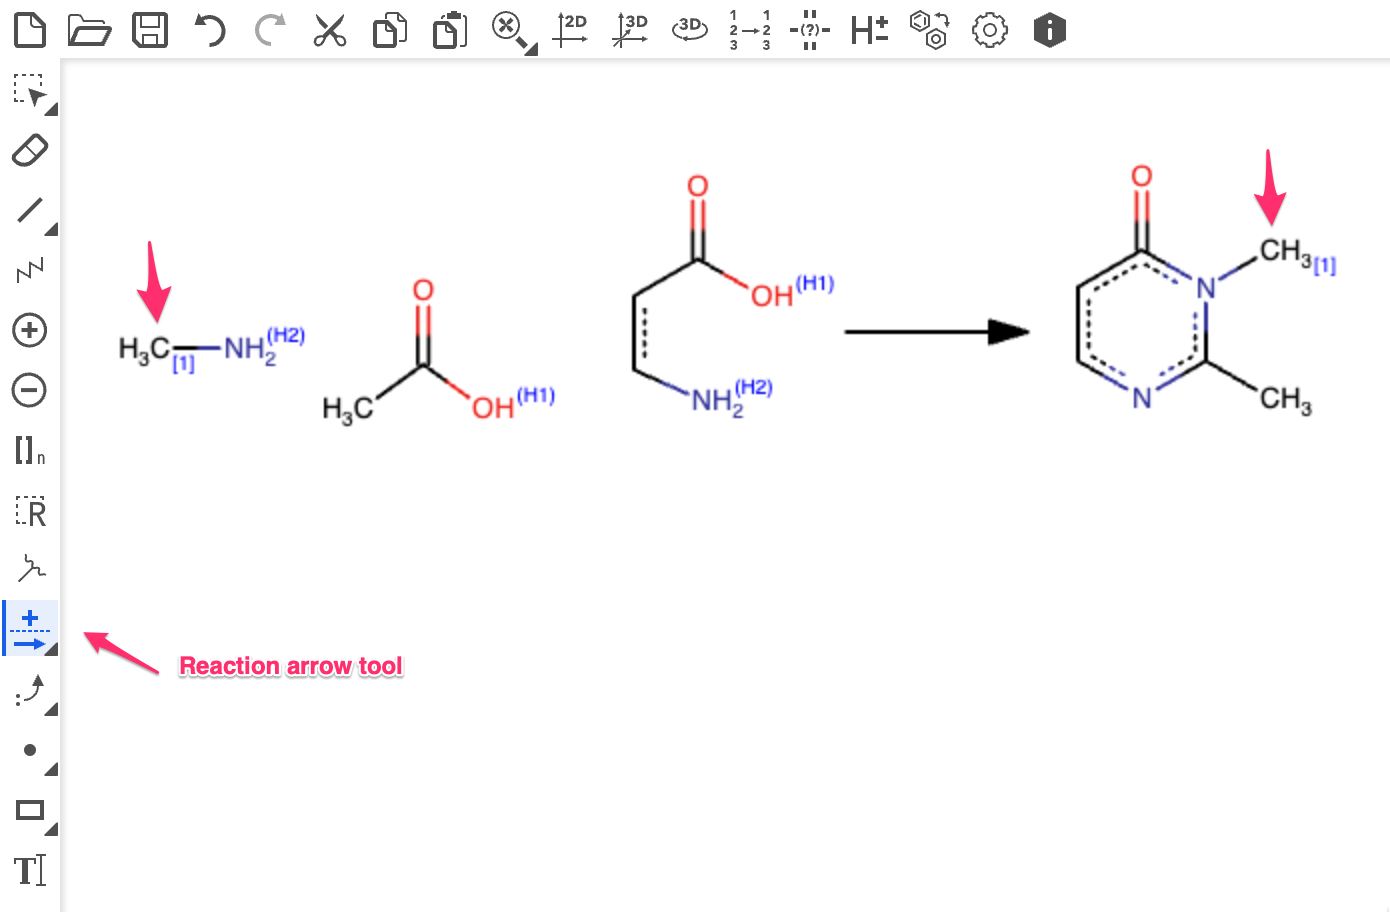 2D 3D 3D 1 2 3 1 2 3 (?) H± i
n
R
T
H₃C[1] NH₂(H2)
O
H₃C OH(H1)
O
OH(H1)
NH₂(H2)
O
CH₃[1]
N
N
CH₃
Reaction arrow tool